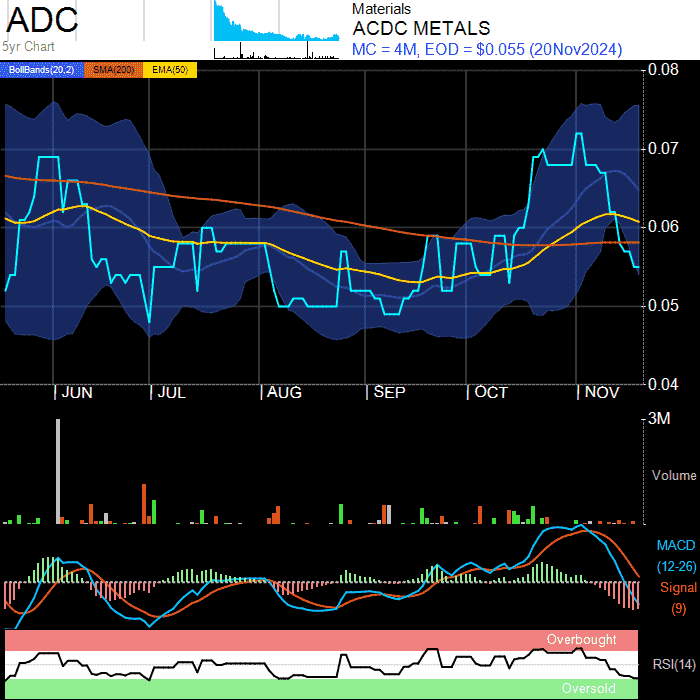 ADC
5yr Chart
Materials
ACDC METALS
MC = 4M, EOD = $0.055 (20Nov2024)
BollBands(20,2) SMA(200) EMA(50)
0.08
0.07
0.06
0.05
0.04
JUN JUL AUG SEP OCT NOV
3M
Volume
MACD
(12-26)
Signal
(9)
Overbought
RSI(14)
Oversold